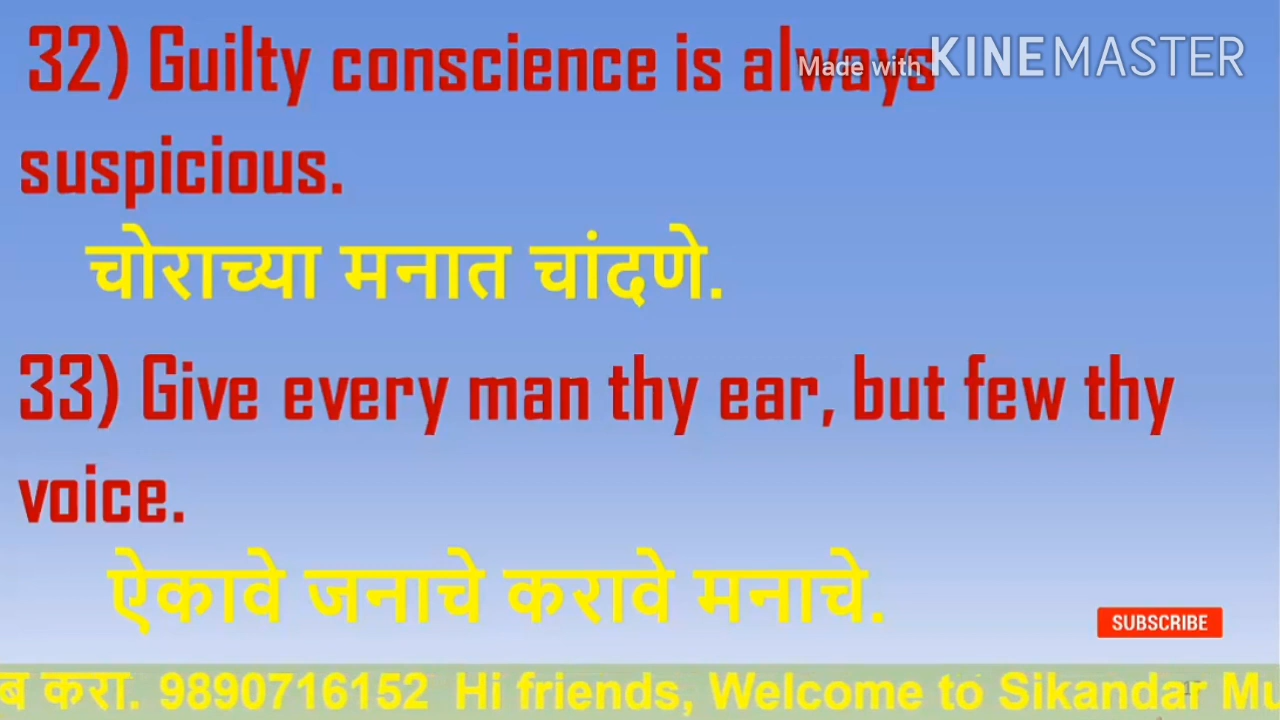 32) Guilty conscience is always
Made with KINEMASTER
suspicious.
चोराच्या मनात चांदणे.
33) Give every man thy ear, but few thy
voice.
ऐकावे जनाचे करावे मनाचे.
SUBSCRIBE
ब करा. 9890716152 Hi friends, Welcome to Sikandar Mu